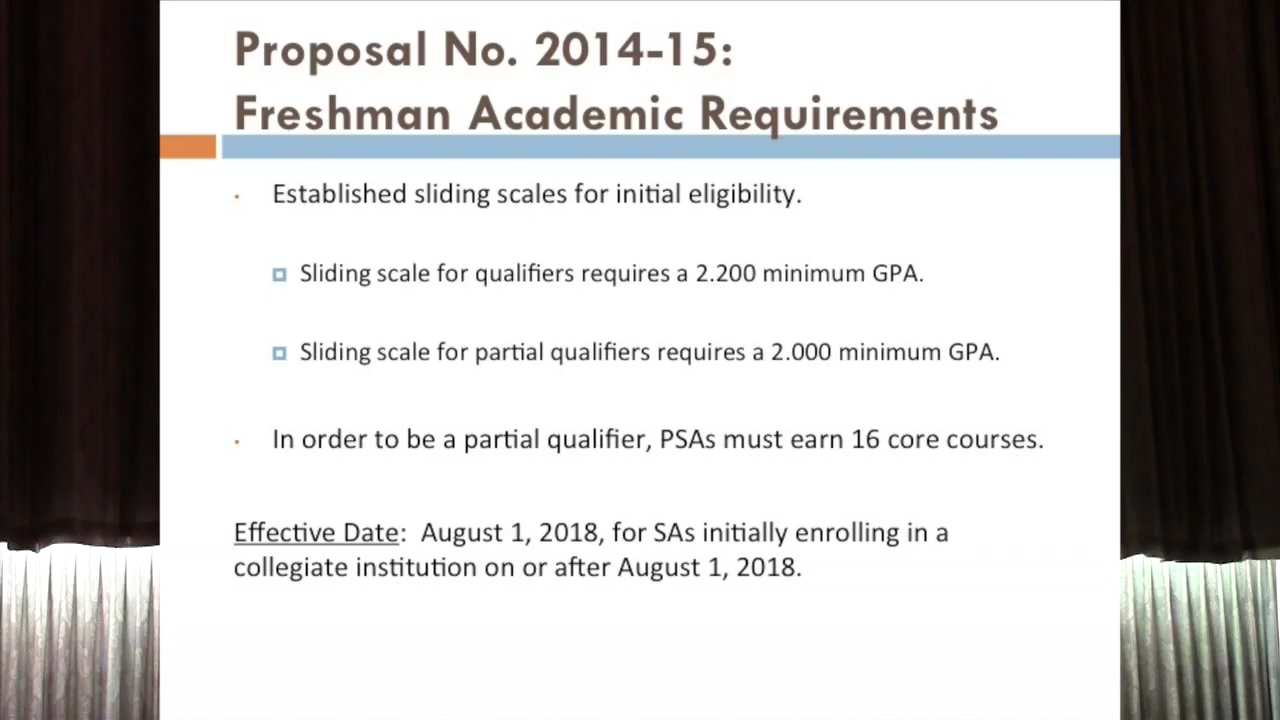 Proposal No. 2014-15:
Freshman Academic Requirements
Established sliding scales for initial eligibility.
Sliding scale for qualifiers requires a 2.200 minimum GPA.
Sliding scale for partial qualifiers requires a 2.000 minimum GPA.
In order to be a partial qualifier, PSAs must earn 16 core courses.
Effective Date: August 1, 2018, for SAs initially enrolling in a
collegiate institution on or after August 1, 2018.